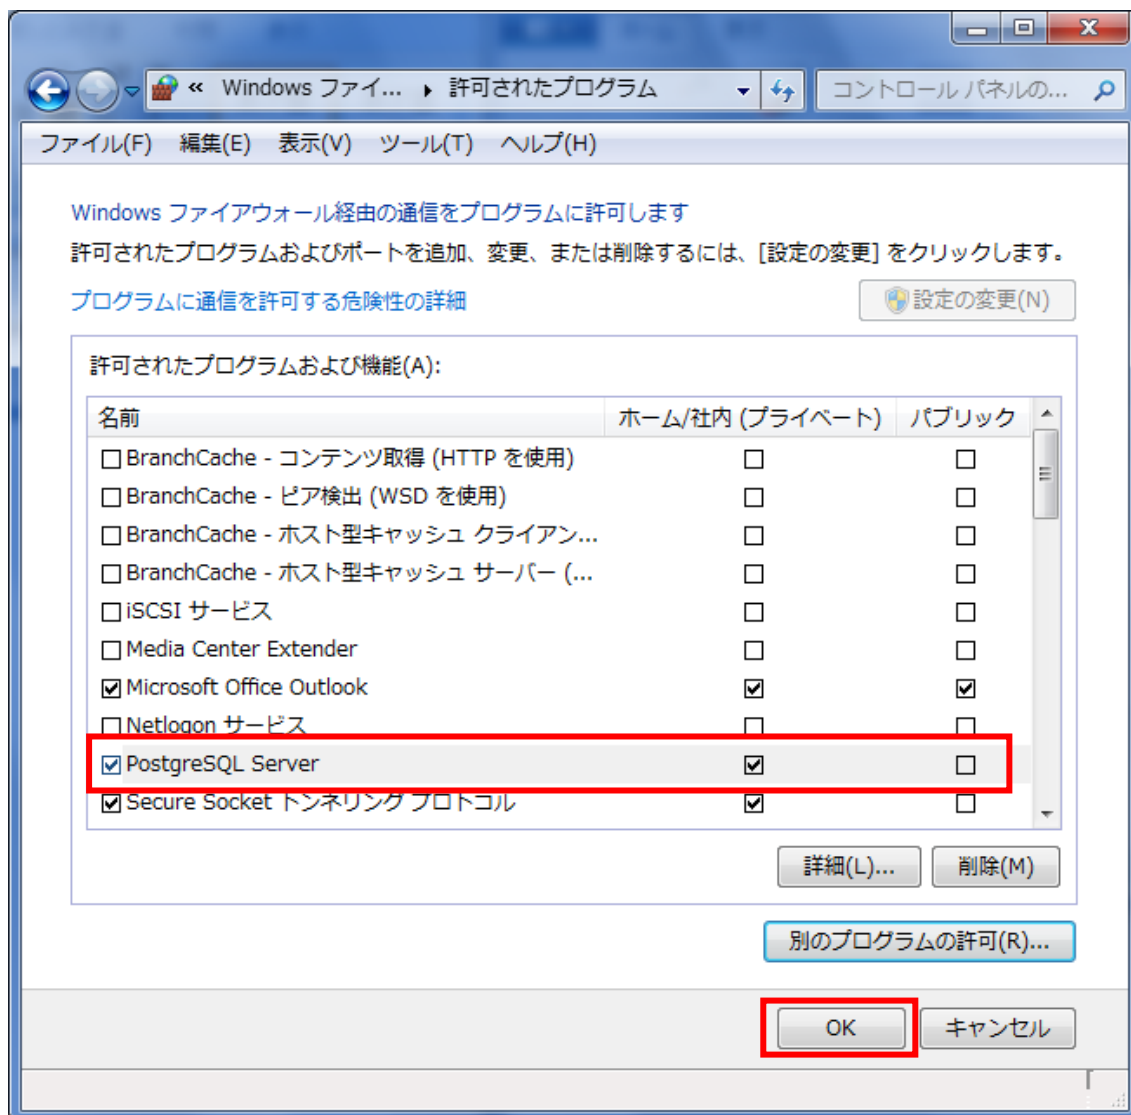 « Windows ファイ... ▸ 許可されたプログラム
コントロール パネルの...
ファイル(F) 編集(E) 表示(V) ツール(T) ヘルプ(H)
Windows ファイアウォール経由の通信をプログラムに許可します
許可されたプログラムおよびポートを追加、変更、または削除するには、[設定の変更] をクリックします。
プログラムに通信を許可する危険性の詳細
設定の変更(N)
許可されたプログラムおよび機能(A):
名前 ホーム/社内 (プライベート) パブリック
BranchCache - コンテンツ取得 (HTTP を使用)
BranchCache - ピア検出 (WSD を使用)
BranchCache - ホスト型キャッシュ クライアン...
BranchCache - ホスト型キャッシュ サーバー (...
iSCSI サービス
Media Center Extender
Microsoft Office Outlook
Netlogon サービス
PostgreSQL Server
Secure Socket トンネリング プロトコル
詳細(L)... 削除(M)
別のプログラムの許可(R)...
OK キャンセル